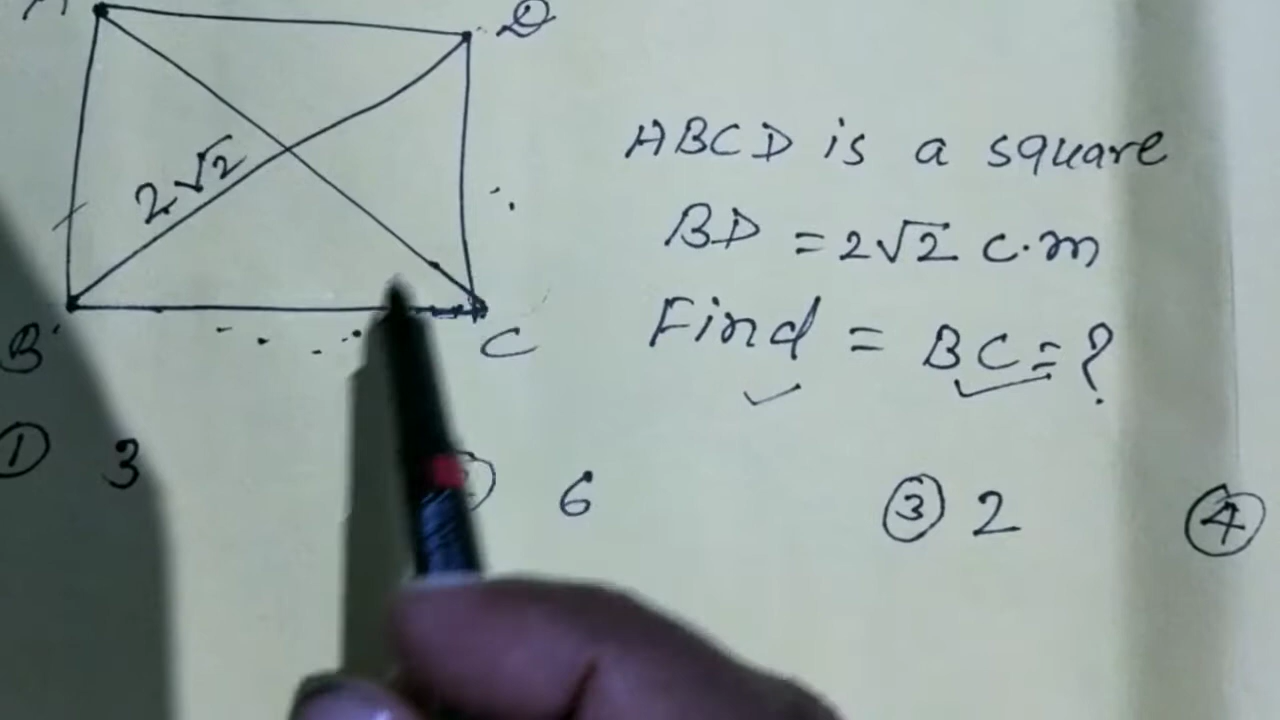 A D
2√2
B C
ABCD is a square
BD = 2√2 c.m
Find = BC = ?
① 3 6 ③ 2 ④